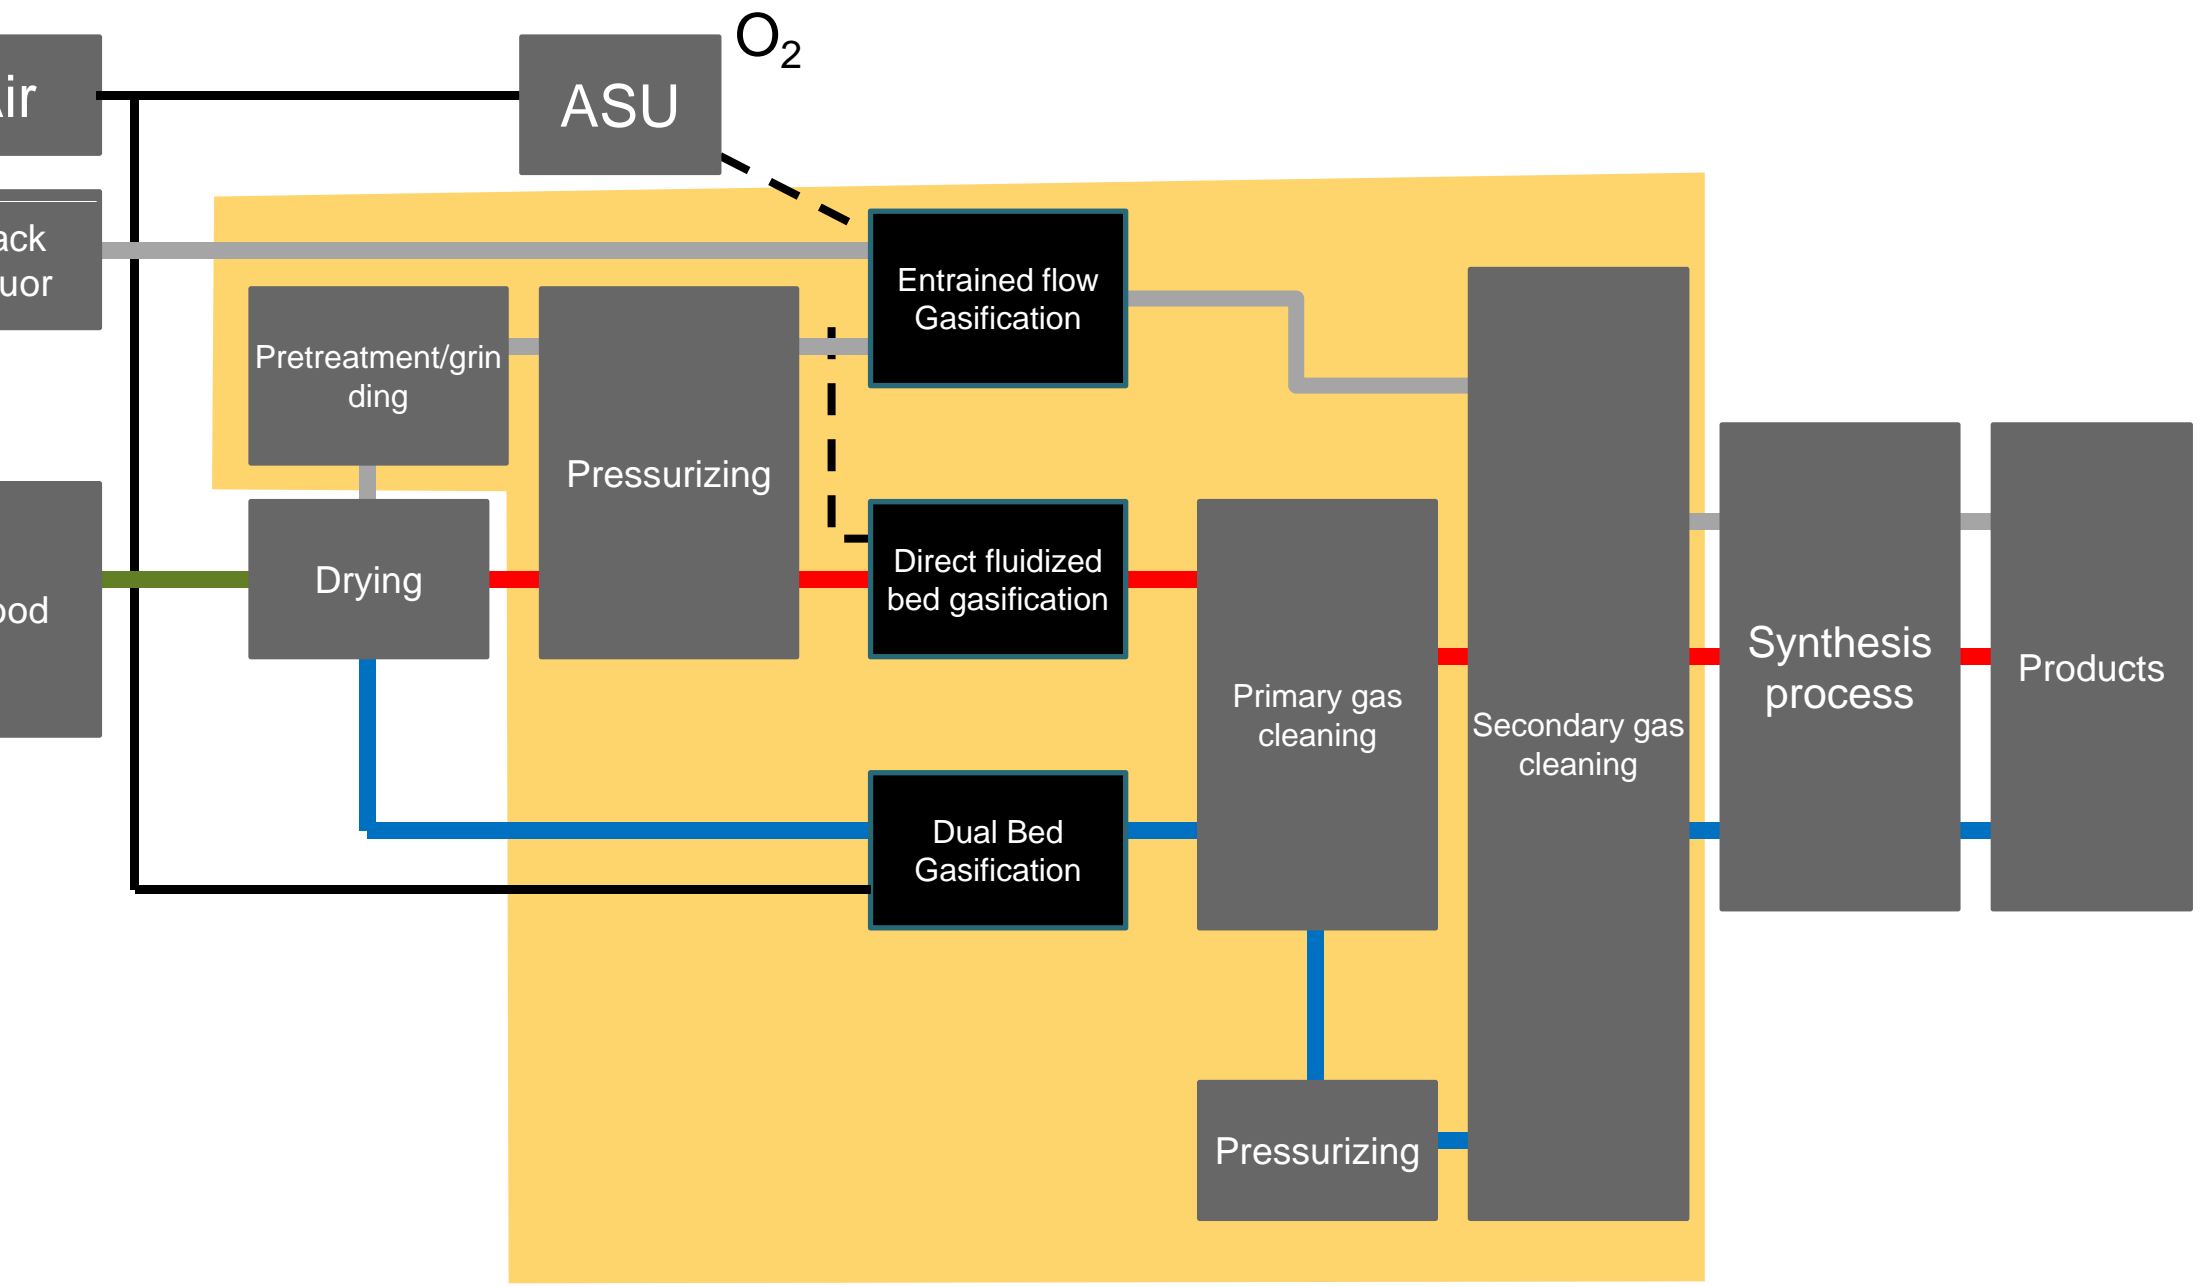 O2
ir
ASU
ack
uor
Entrained flow
Gasification
Pretreatment/grin
ding
Pressurizing
Drying
Direct fluidized
bed gasification
ood
Primary gas
cleaning
Secondary gas
cleaning
Synthesis
process
Products
Dual Bed
Gasification
Pressurizing